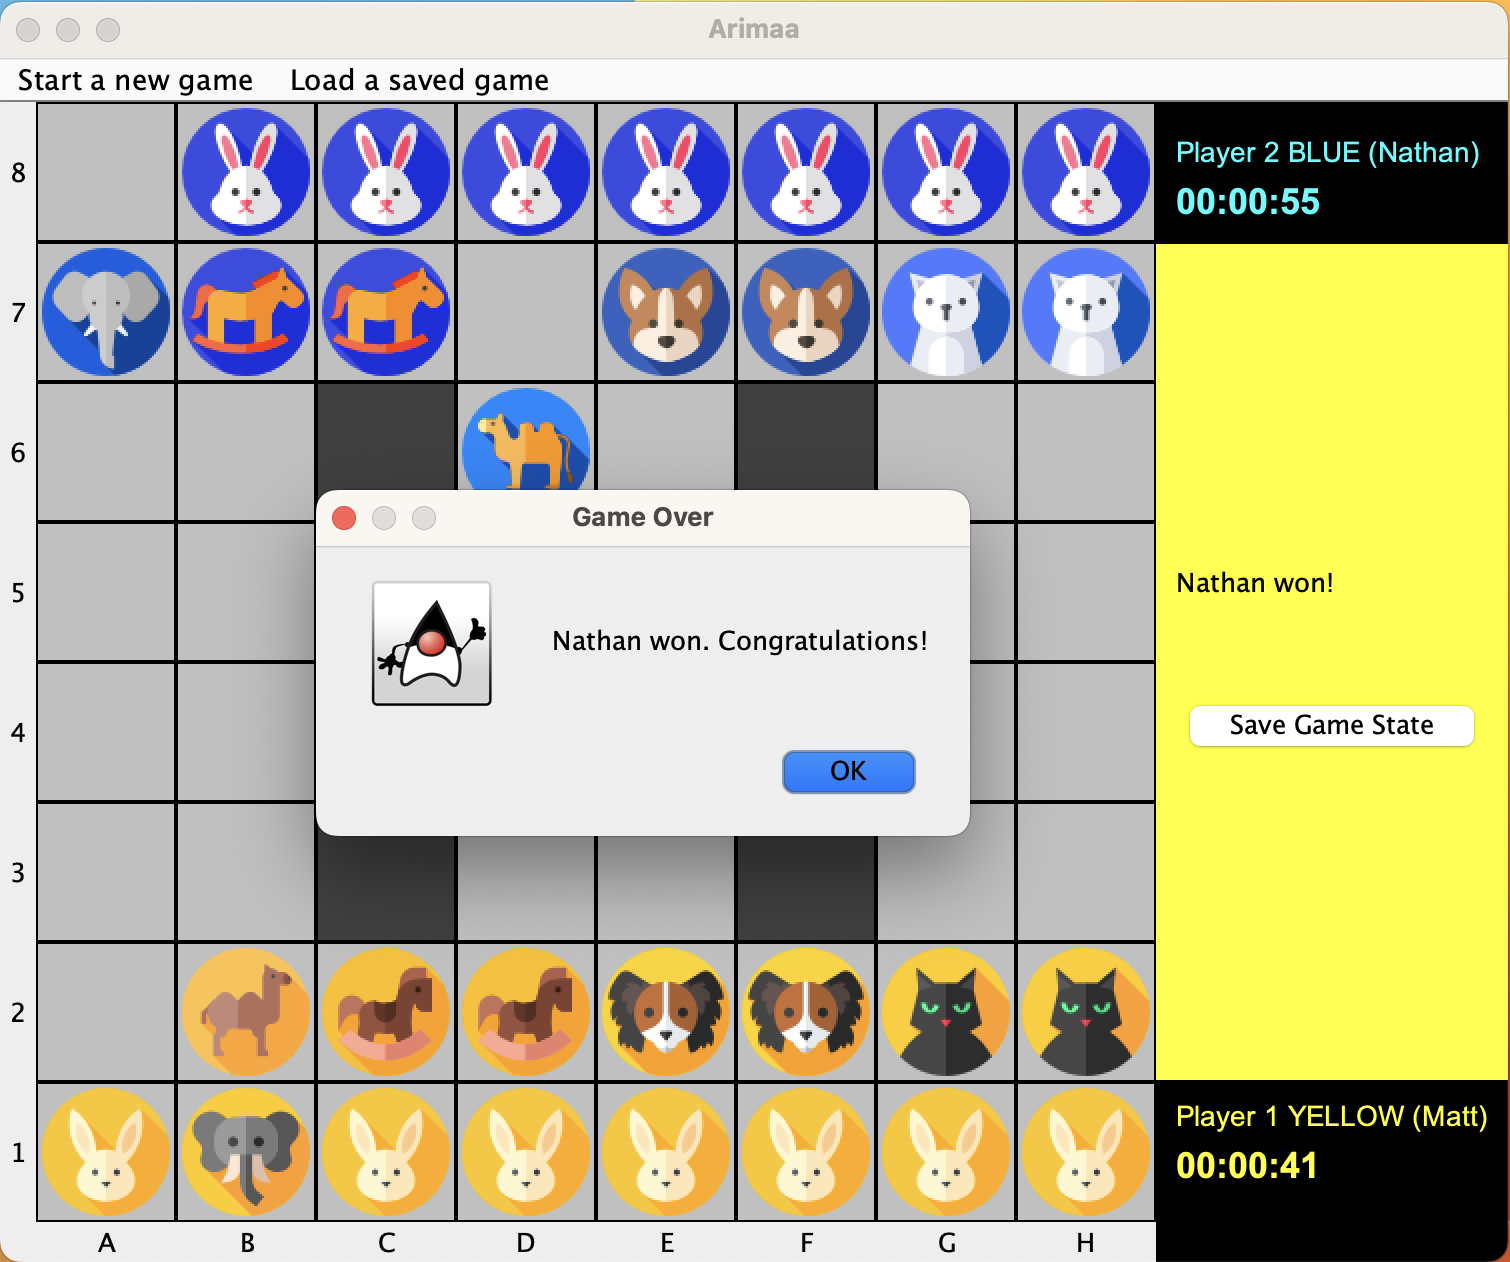 Arimaa
Start a new game Load a saved game
8
Player 2 BLUE (Nathan)
00:00:55
7
6
Game Over
5
Nathan won!
Nathan won. Congratulations!
4
Save Game State
OK
3
2
1
Player 1 YELLOW (Matt)
00:00:41
A B C D E F G H